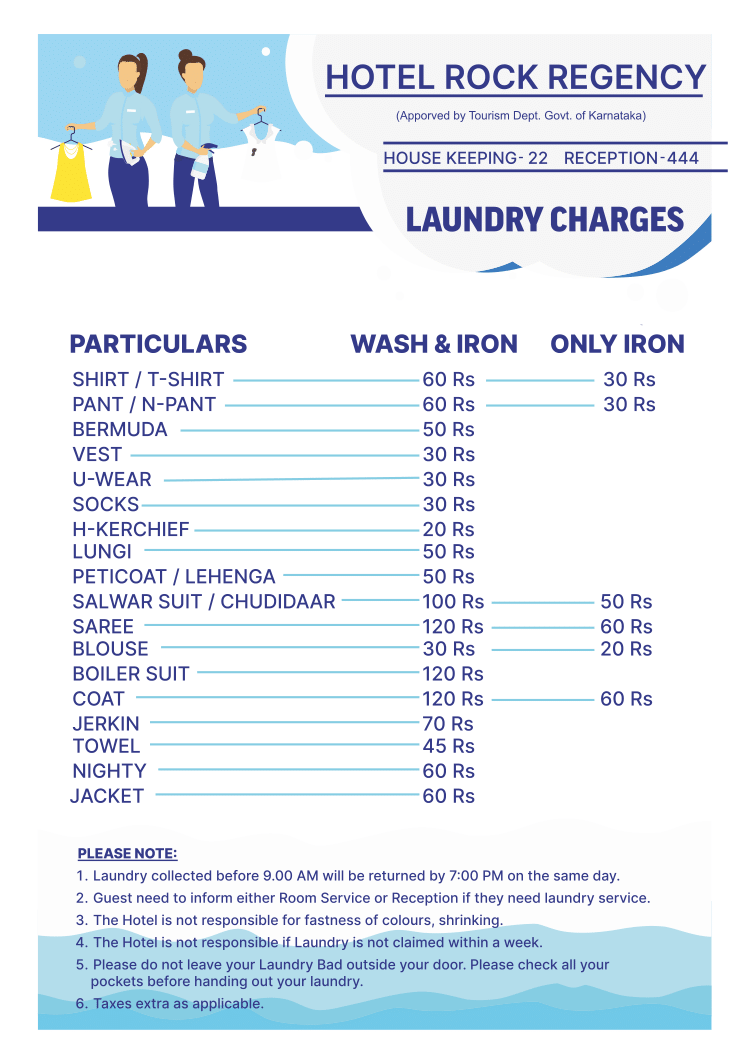 HOTEL ROCK REGENCY
(Apporved by Tourism Dept. Govt. of Karnataka)
HOUSE KEEPING- 22 RECEPTION-444
LAUNDRY CHARGES
PARTICULARS WASH & IRON ONLY IRON
SHIRT / T-SHIRT 60 Rs 30 Rs
PANT / N-PANT 60 Rs 30 Rs
BERMUDA 50 Rs
VEST 30 Rs
U-WEAR 30 Rs
SOCKS 30 Rs
H-KERCHIEF 20 Rs
LUNGI 50 Rs
PETICOAT / LEHENGA 50 Rs
SALWAR SUIT / CHUDIDAAR 100 Rs 50 Rs
SAREE 120 Rs 60 Rs
BLOUSE 30 Rs 20 Rs
BOILER SUIT 120 Rs
COAT 120 Rs 60 Rs
JERKIN 70 Rs
TOWEL 45 Rs
NIGHTY 60 Rs
JACKET 60 Rs
PLEASE NOTE:
1. Laundry collected before 9.00 AM will be returned by 7:00 PM on the same day.
2. Guest need to inform either Room Service or Reception if they need laundry service.
3. The Hotel is not responsible for fastness of colours, shrinking.
4. The Hotel is not responsible if Laundry is not claimed within a week.
5. Please do not leave your Laundry Bad outside your door. Please check all your
pockets before handing out your laundry.
6. Taxes extra as applicable.